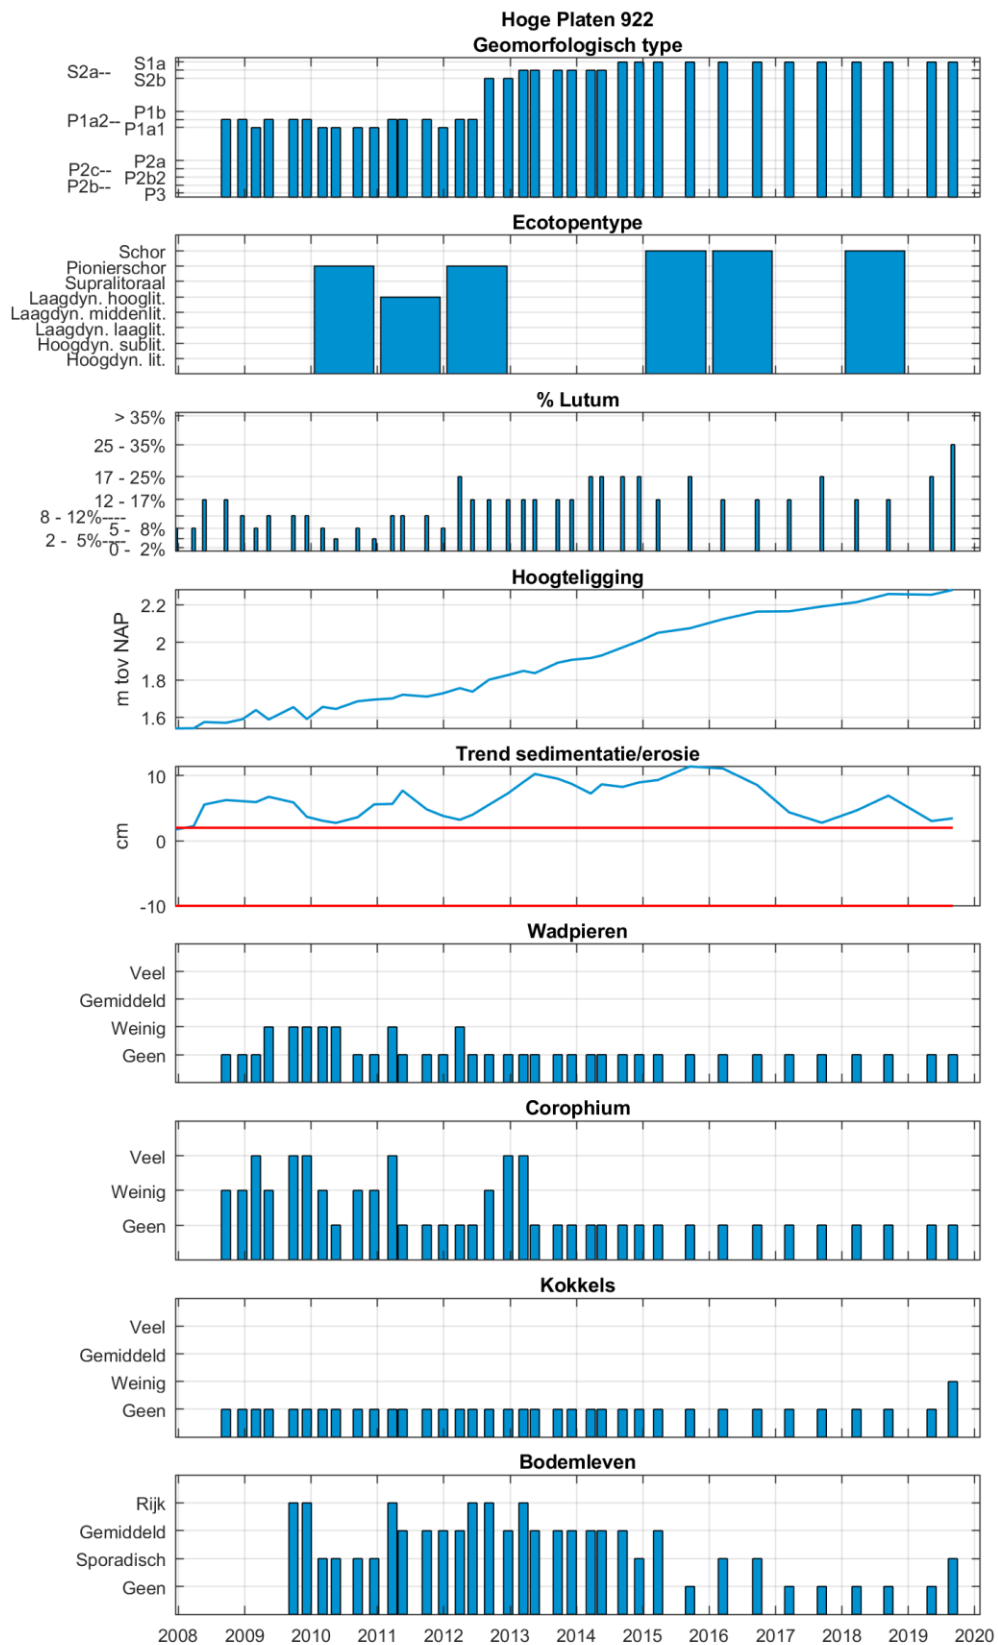 Hoge Platen 922
Geomorfologisch type
S1a
S2a--
S2b
P1b
P1a2--
P1a1
P2a
P2c--
P2b2
P2b--
P3
Ecotopentype
Schor
Pionierschor
Supralitoraal
Laagdyn. hooglit.
Laagdyn. middenlit.
Laagdyn. laaglit.
Hoogdyn. sublit.
Hoogdyn. lit.
% Lutum
> 35%
25 - 35%
17 - 25%
12 - 17%
8 - 12%----
5 - 8%
2 - 5%----
0 - 2%
Hoogteligging
m tov NAP
2.2
2
1.8
1.6
Trend sedimentatie/erosie
cm
10
0
-10
Wadpieren
Veel
Gemiddeld
Weinig
Geen
Corophium
Veel
Weinig
Geen
Kokkels
Veel
Gemiddeld
Weinig
Geen
Bodemleven
Rijk
Gemiddeld
Sporadisch
Geen
2008 2009 2010 2011 2012 2013 2014 2015 2016 2017 2018 2019 2020